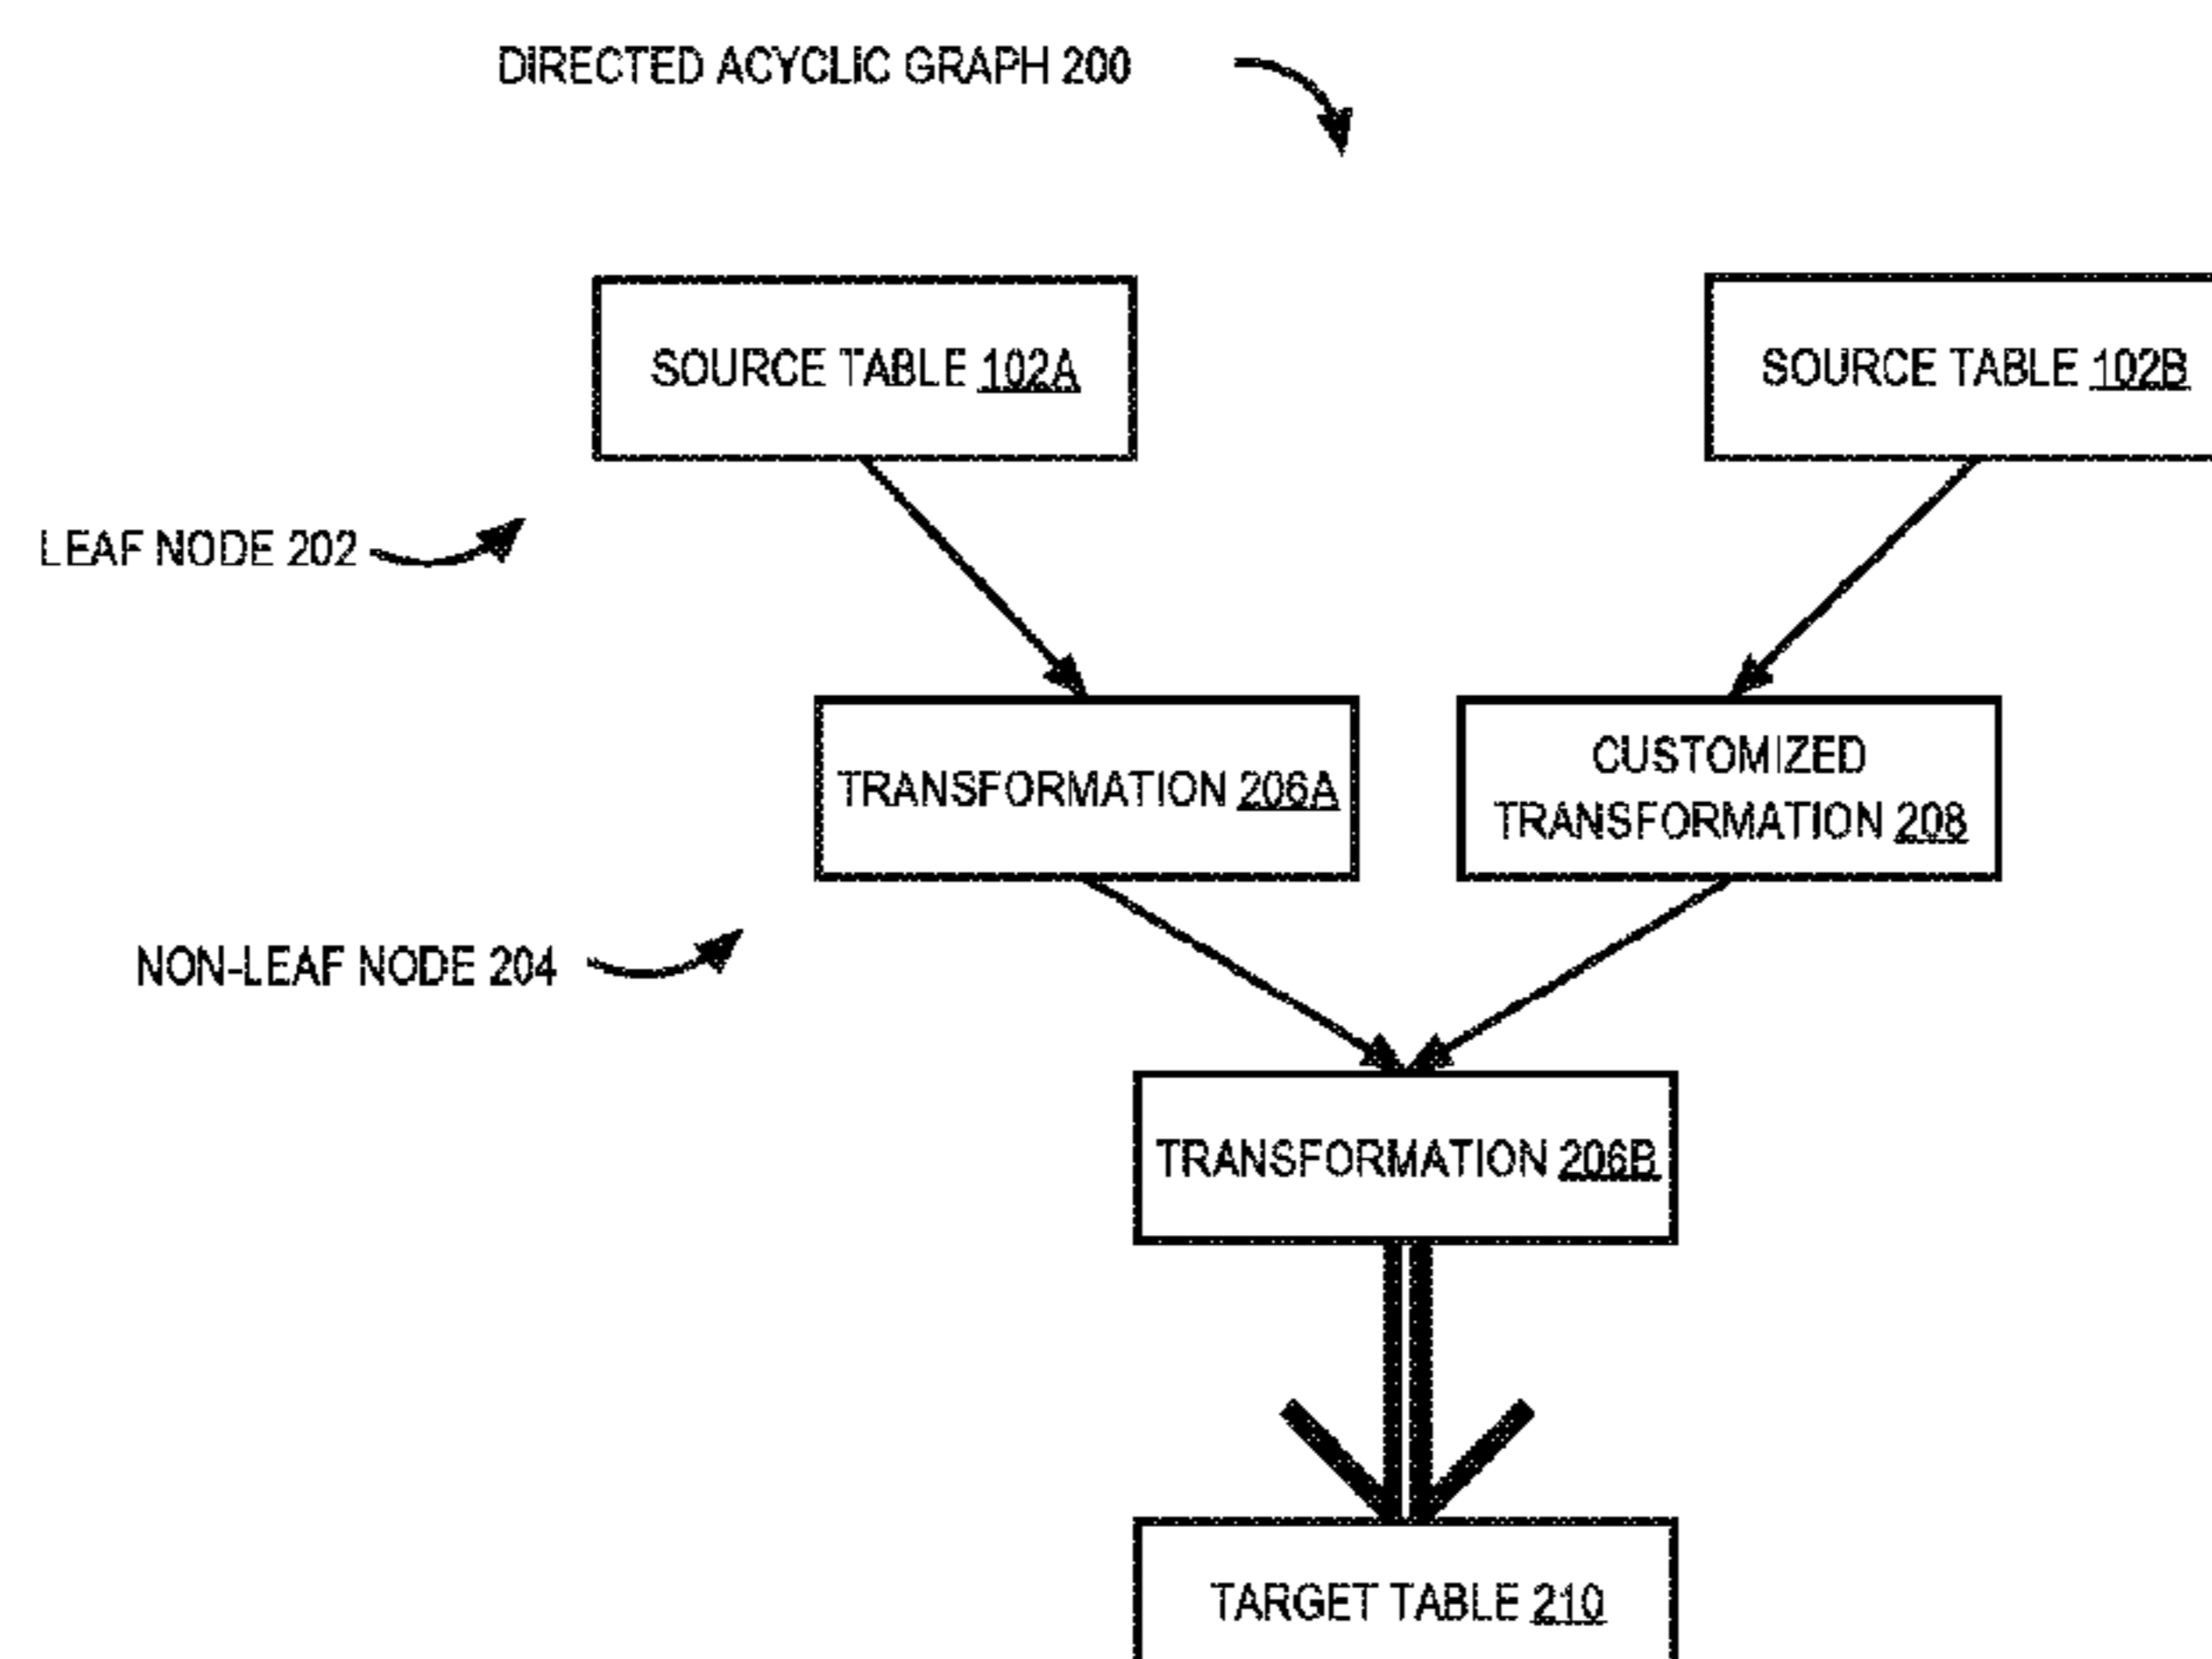 DIRECTED ACYCLIC GRAPH 200
SOURCE TABLE 102A
SOURCE TABLE 102B
LEAF NODE 202
TRANSFORMATION 206A
CUSTOMIZED
TRANSFORMATION 208
NON-LEAF NODE 204
TRANSFORMATION 206B
TARGET TABLE 210